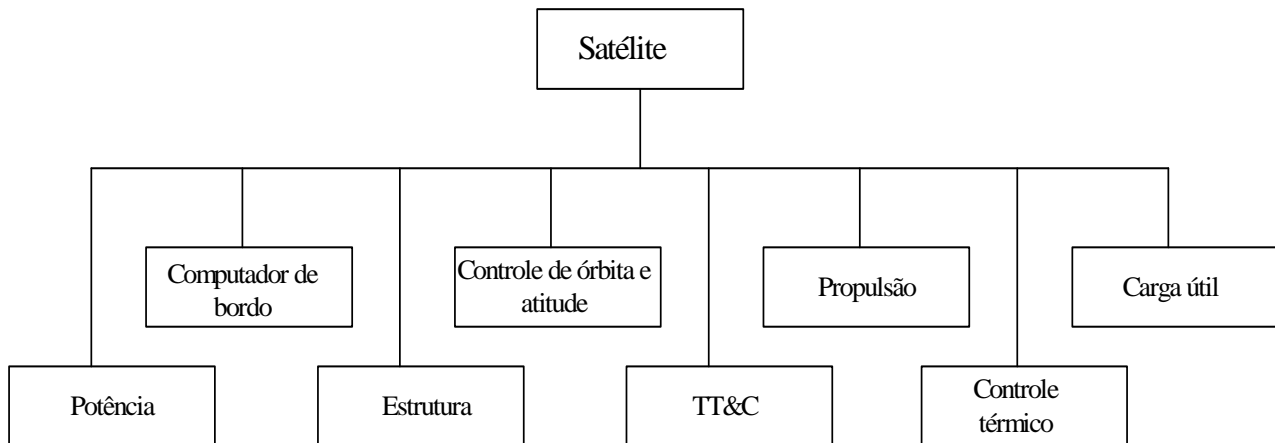 Satélite
Computador de
bordo
Controle de órbita e
atitude
Propulsão
Carga útil
Potência
Estrutura
TT&C
Controle
térmico